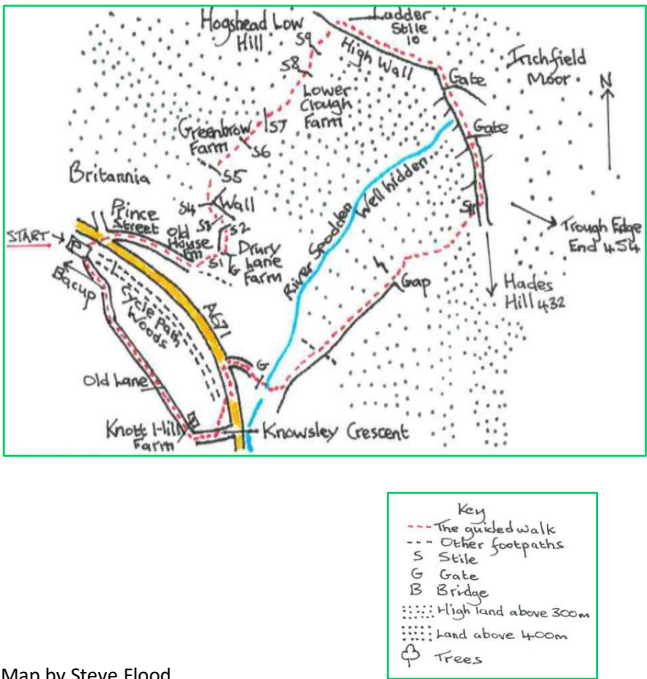 Hogshead Low
Hill
Ladder
Stile
10
High Wall
Inchfield
Moor.
N
Gate
Gate
S9
S8
Lower
Clough
Farm
S7
Greenbrow
Farm
S6
S5
Britannia
S4
Wall
S3
S2
Prince
Street
Old
House
Fm
S1
G
Drury
Lane
Farm
START
P
Bacup
Cycle Path
Woods
A671
River Spodden
Well hidden
S11
Trough Edge
End 454
Hades
Hill 432
Gap
G
Old Lane
Knott Hill
Farm
Knowsley Crescent
Key
The guided walk
Other footpaths
S Stile
G Gate
B Bridge
High land above 300m
Land above 400m
Trees
Map by Steve Flood